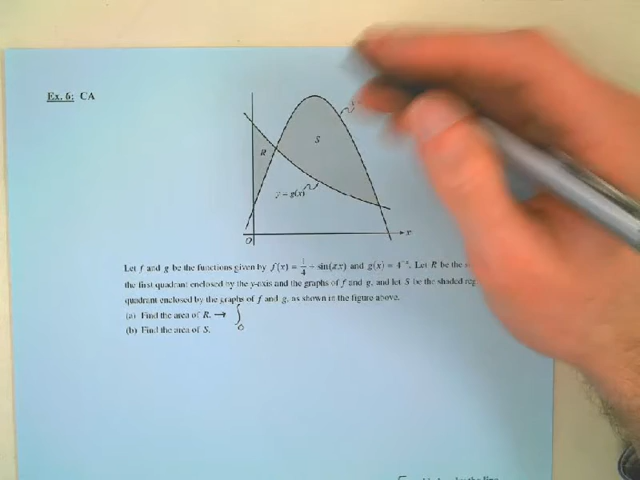 Ex. 6: CA
R
S
y = g(x)
O
x
Let f and g be the functions given by f(x) = 1/4 + sin(πx) and g(x) = 4^-x. Let R be the
the first quadrant enclosed by the y-axis and the graphs of f and g, and let S be the shaded reg
quadrant enclosed by the graphs of f and g, as shown in the figure above.
(a) Find the area of R. → ∫0
(b) Find the area of S.